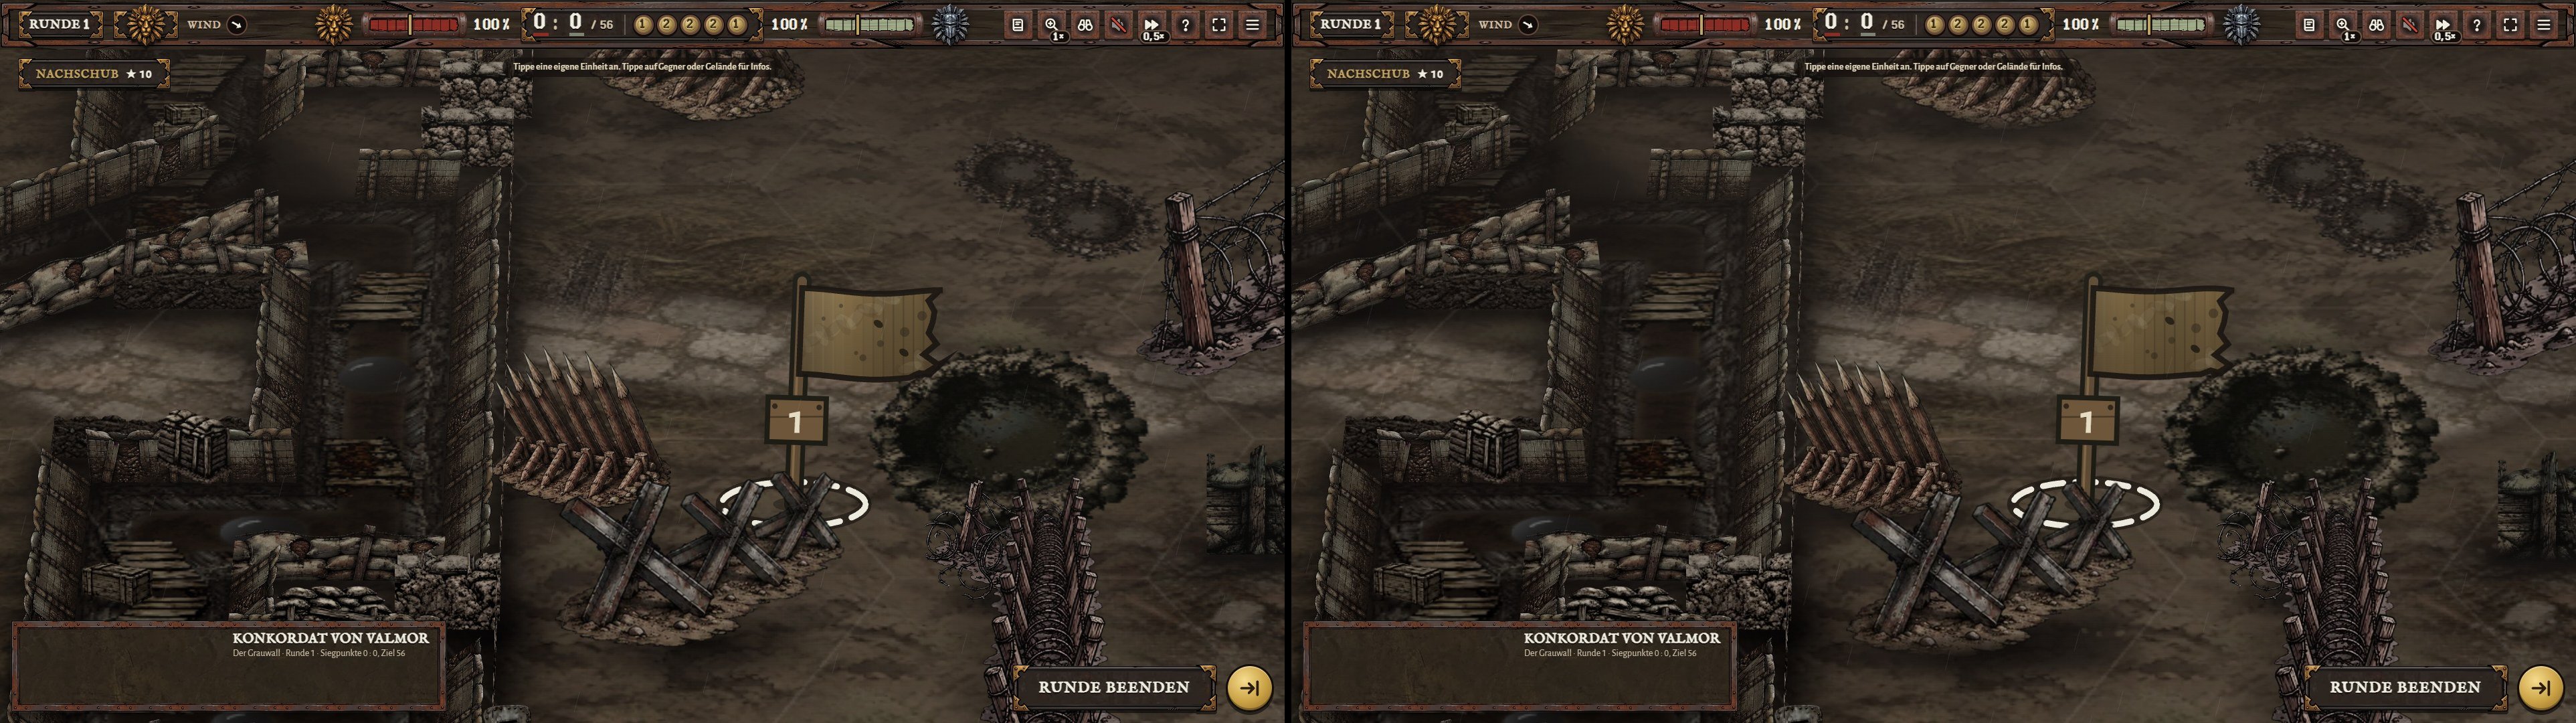 RUNDE 1 WIND 100% 0 : 0 / 56 1 2 2 2 1 100% 1x 0,5x ?
NACHSCHUB ★ 10
Tippe eine eigene Einheit an. Tippe auf Gegner oder Gelände für Infos.
1
KONKORDAT VON VALMOR
Der Grauwall · Runde 1 · Siegpunkte 0 : 0, Ziel 56
RUNDE BEENDEN
RUNDE 1 WIND 100% 0 : 0 / 56 1 2 2 2 1 100% 1x 0,5x ?
NACHSCHUB ★ 10
Tippe eine eigene Einheit an. Tippe auf Gegner oder Gelände für Infos.
1
KONKORDAT VON VALMOR
Der Grauwall · Runde 1 · Siegpunkte 0 : 0, Ziel 56
RUNDE BEENDEN